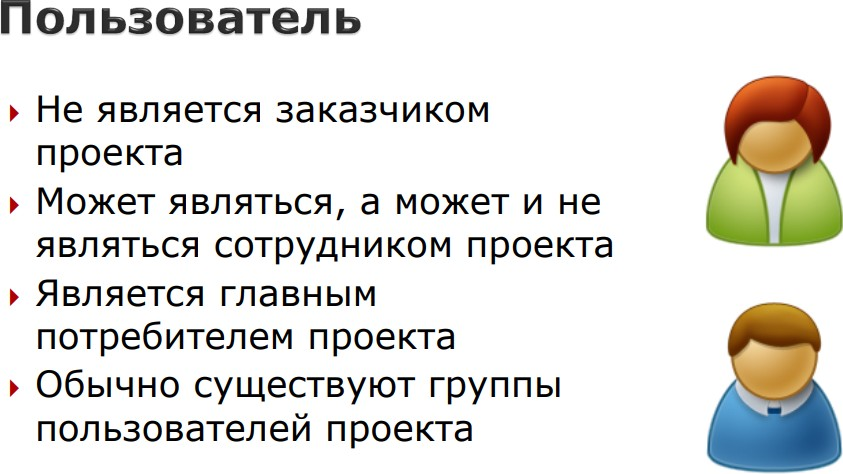 Пользователь
Не является заказчиком
проекта
Может являться, а может и не
являться сотрудником проекта
Является главным
потребителем проекта
Обычно существуют группы
пользователей проекта